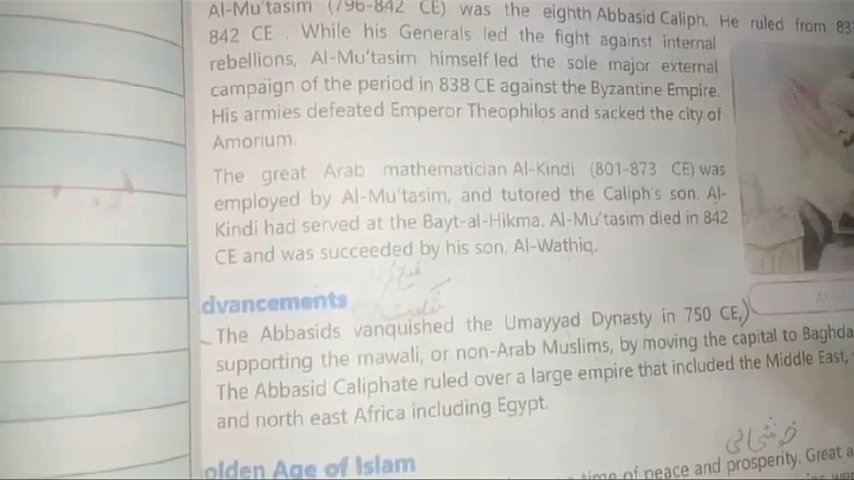 Al-Mu'tasim (796-842 CE) was the eighth Abbasid Caliph. He ruled from 833
842 CE . While his Generals led the fight against internal
rebellions, Al-Mu'tasim himself led the sole major external
campaign of the period in 838 CE against the Byzantine Empire.
His armies defeated Emperor Theophilos and sacked the city of
Amorium.
The great Arab mathematician Al-Kindi (801-873 CE) was
employed by Al-Mu'tasim, and tutored the Caliph's son. Al-
Kindi had served at the Bayt-al-Hikma. Al-Mu'tasim died in 842
CE and was succeeded by his son, Al-Wathiq.
dvancements
The Abbasids vanquished the Umayyad Dynasty in 750 CE,)
supporting the mawali, or non-Arab Muslims, by moving the capital to Baghda
The Abbasid Caliphate ruled over a large empire that included the Middle East,
and north east Africa including Egypt.
خوشحالی
olden Age of Islam
time of peace and prosperity. Great a